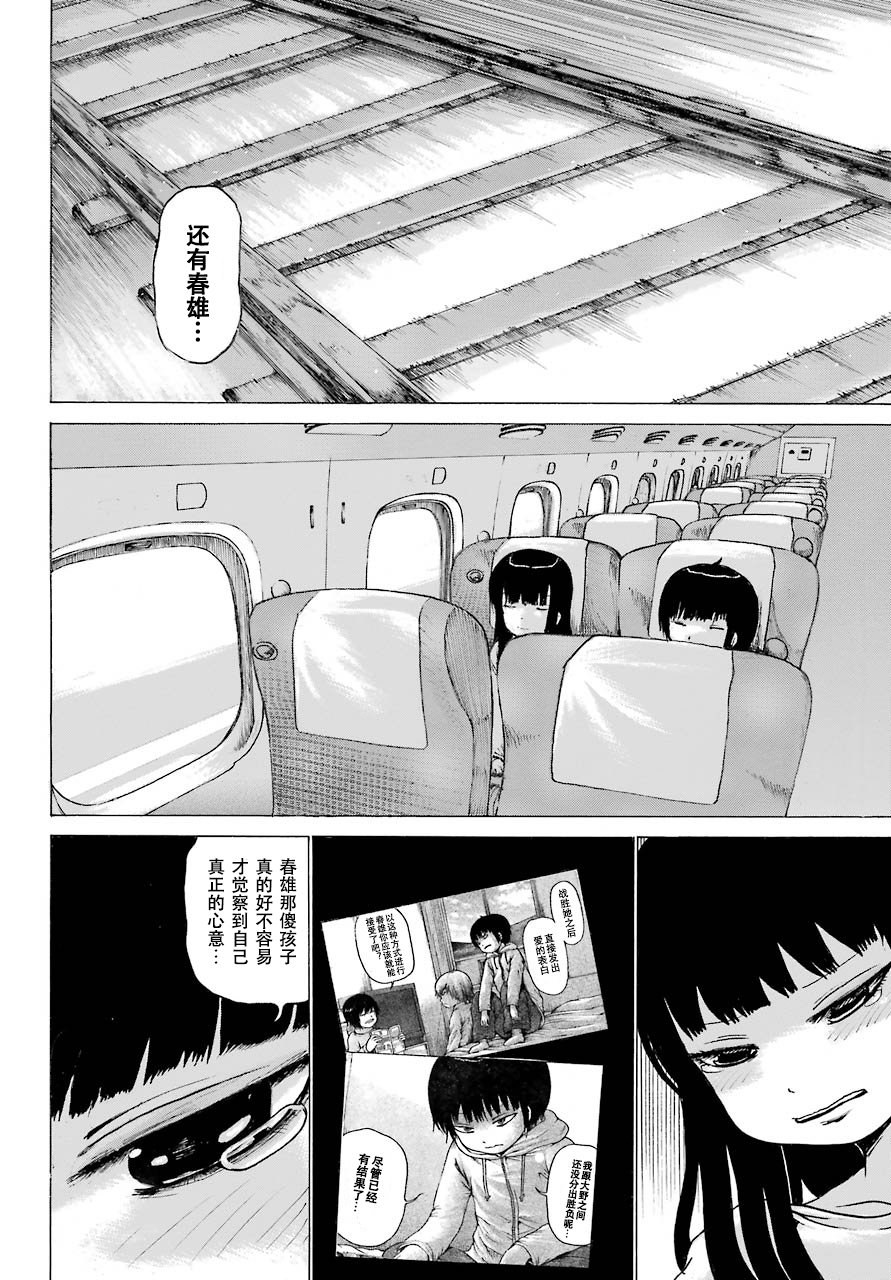 还有春雄…
战胜她之后
直接发出
爱的表白
以这种方式进行
春雄你应该就能
接受了吧？
我跟大野之间
还没分出胜负呢…
尽管已经
有结果了…
春雄那傻孩子
真的好不容易
才觉察到自己
真正的心意…